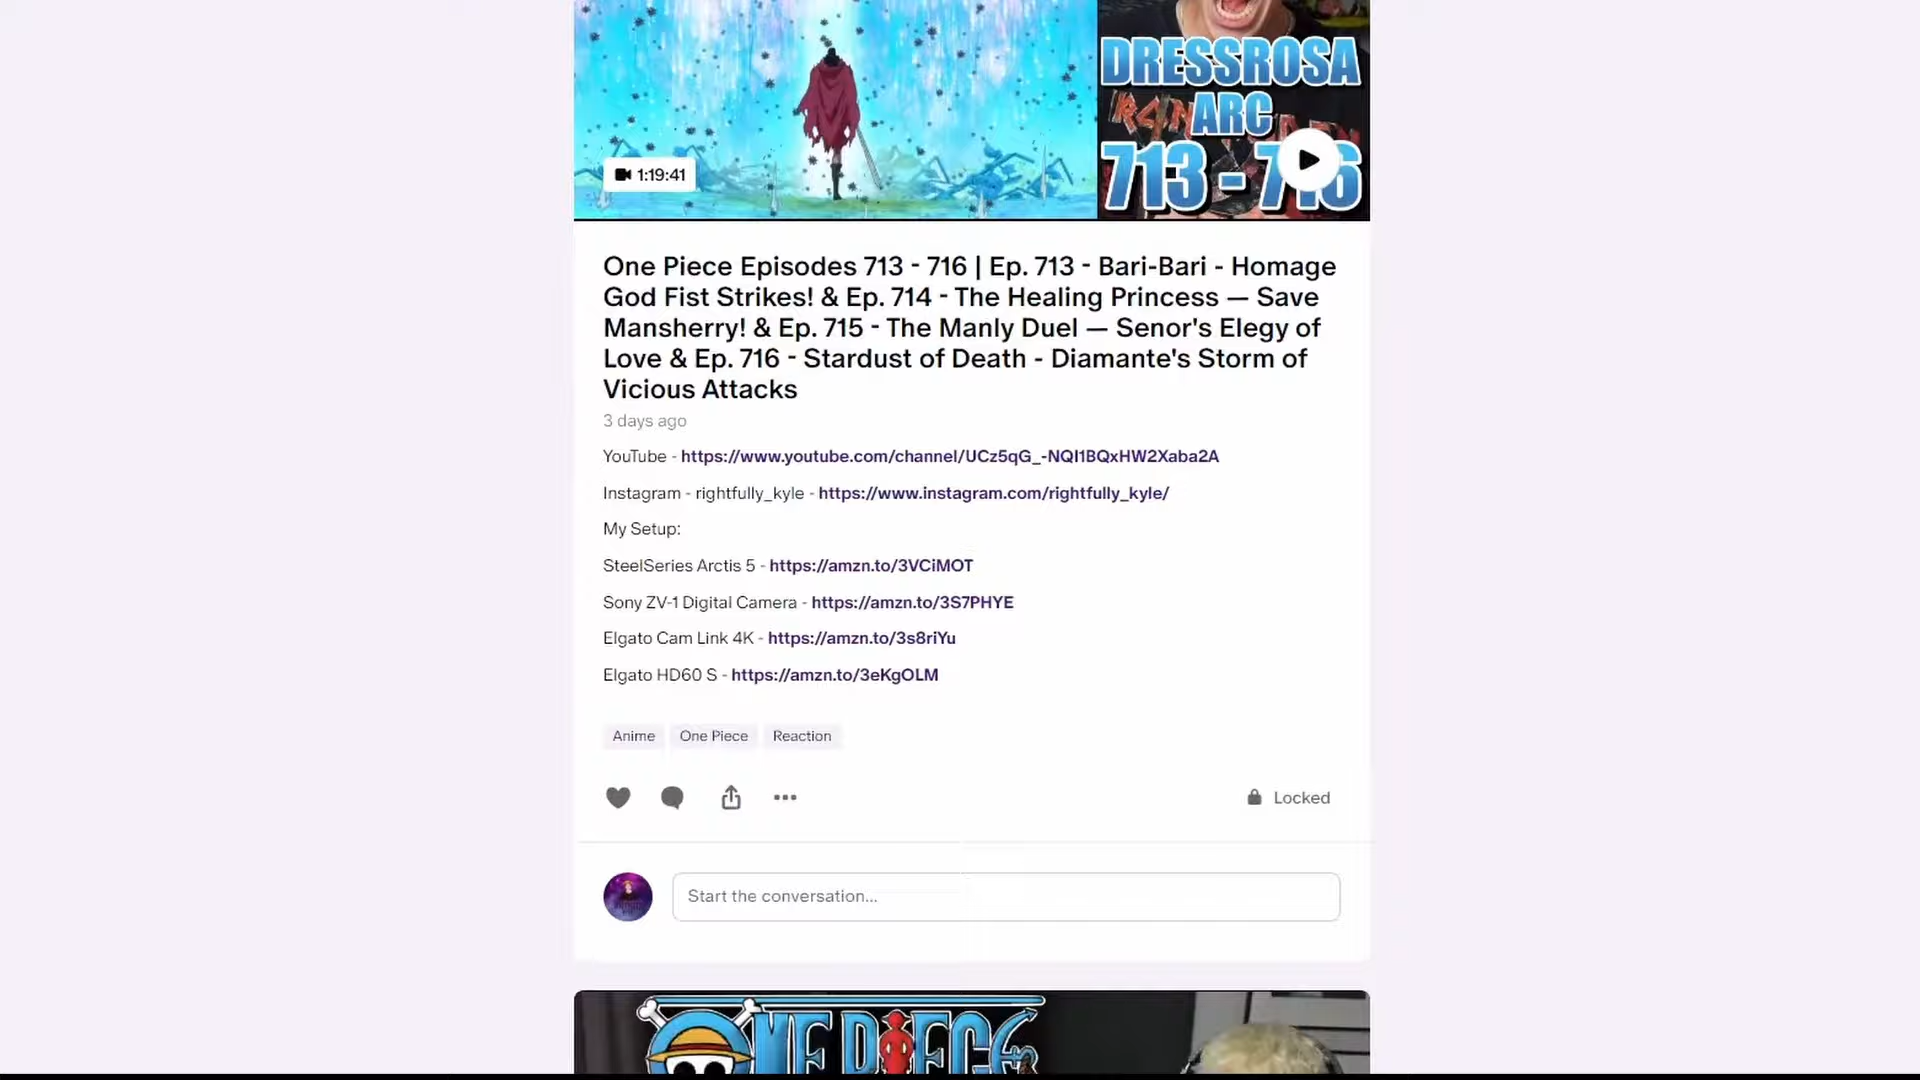 DRESSROSA
ARC
713 - 716
1:19:41
One Piece Episodes 713 - 716 | Ep. 713 - Bari-Bari - Homage
God Fist Strikes! & Ep. 714 - The Healing Princess — Save
Mansherry! & Ep. 715 - The Manly Duel — Senor's Elegy of
Love & Ep. 716 - Stardust of Death - Diamante's Storm of
Vicious Attacks
3 days ago
YouTube - https://www.youtube.com/channel/UCz5qG_-NQI1BQxHW2Xaba2A
Instagram - rightfully_kyle - https://www.instagram.com/rightfully_kyle/
My Setup:
SteelSeries Arctis 5 - https://amzn.to/3VCiMOT
Sony ZV-1 Digital Camera - https://amzn.to/3S7PHYE
Elgato Cam Link 4K - https://amzn.to/3s8riYu
Elgato HD60 S - https://amzn.to/3eKgOLM
Anime One Piece Reaction
Locked
Start the conversation...
ONE PIECE